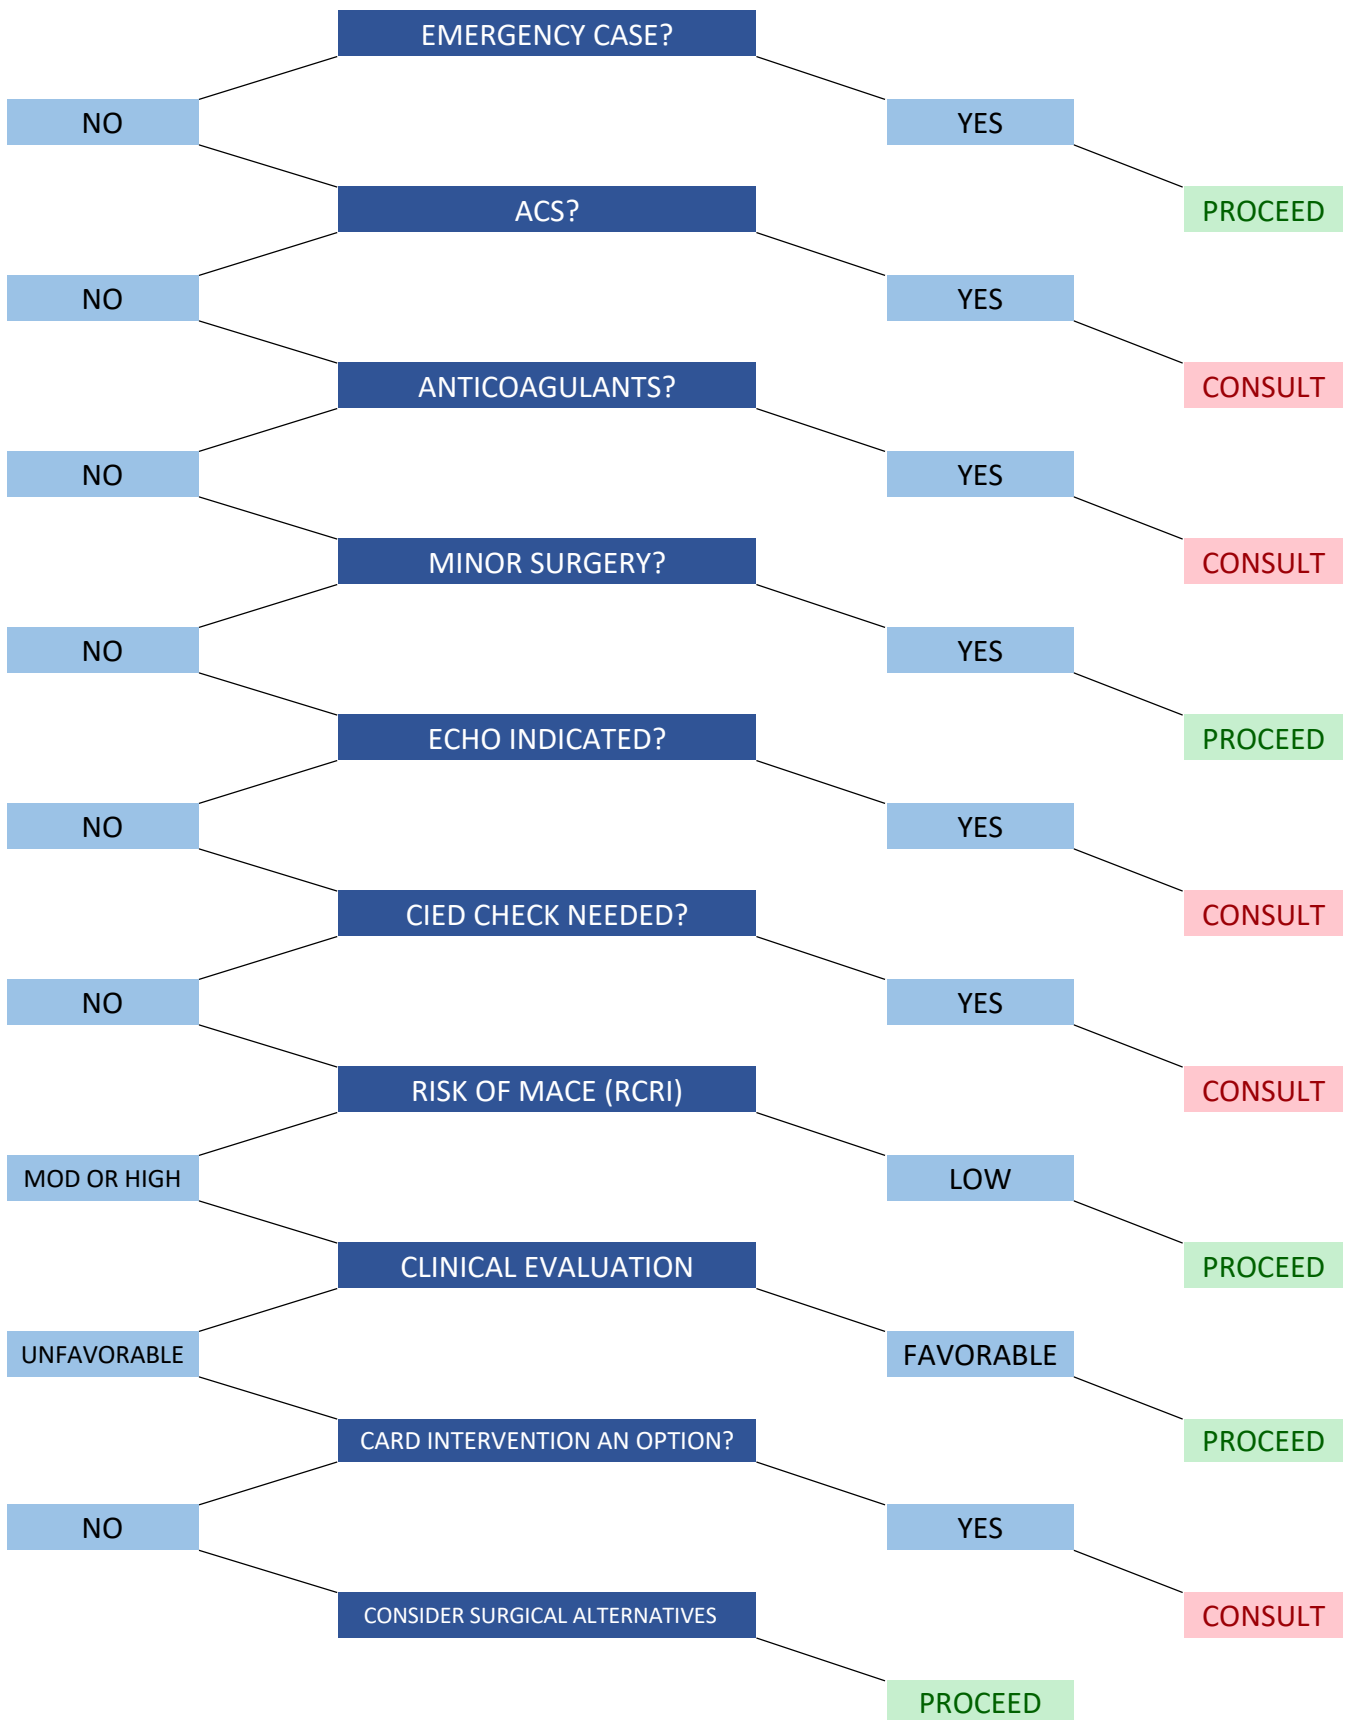 EMERGENCY CASE?
NO
YES
ACS?
PROCEED
NO
YES
ANTICOAGULANTS?
CONSULT
NO
YES
MINOR SURGERY?
CONSULT
NO
YES
ECHO INDICATED?
PROCEED
NO
YES
CIED CHECK NEEDED?
CONSULT
NO
YES
RISK OF MACE (RCRI)
CONSULT
MOD OR HIGH
LOW
CLINICAL EVALUATION
PROCEED
UNFAVORABLE
FAVORABLE
CARD INTERVENTION AN OPTION?
PROCEED
NO
YES
CONSIDER SURGICAL ALTERNATIVES
CONSULT
PROCEED